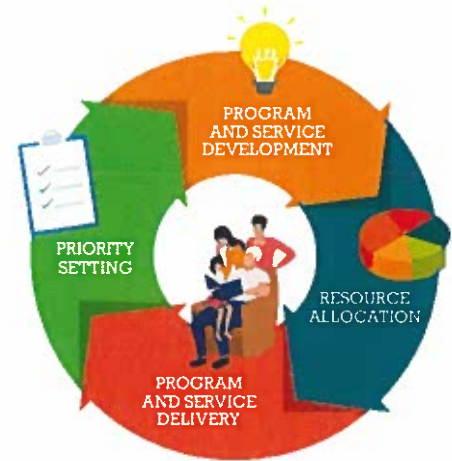 PROGRAM
AND SERVICE
DEVELOPMENT
PRIORITY
SETTING
RESOURCE
ALLOCATION
PROGRAM
AND SERVICE
DELIVERY